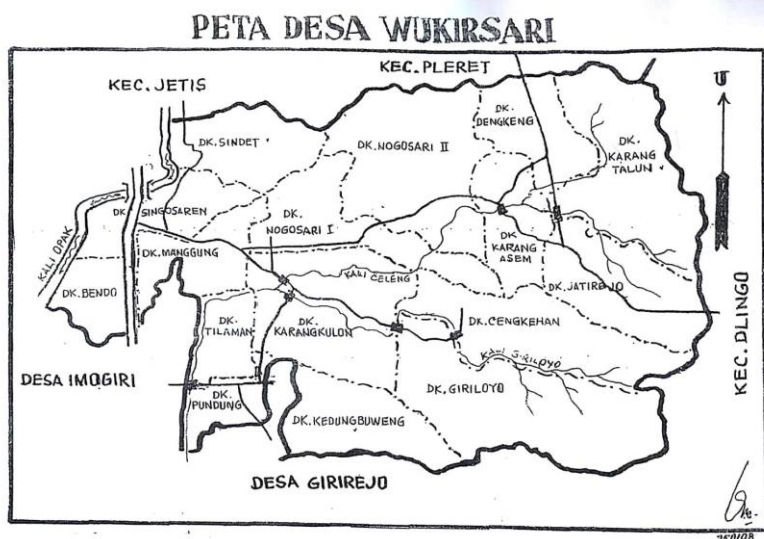 PETA DESA WUKIRSARI
KEC. JETIS
KEC. PLERET
U
DK. SINDET
DK. NOGOSARI II
DK.
DENGKENG
DK.
KARANG
TALUN
KALI OPAK
DK. SINGOSAREN
DK.
NOGOSARI I
DK. MANGGUNG
DK
KARANG
ASEM
KALI CELENG
DK. JATIREJO
DK. BENDO
DK.
TILAMAN
DK.
KARANGKULON
DK. CENGKEHAN
KALI GIRILOYO
KEC. DLINGO
DESA IMOGIRI
DK.
PUNDUNG
DK. GIRILOYO
DK. KEDUNGBUWENG
DESA GIRIREJO